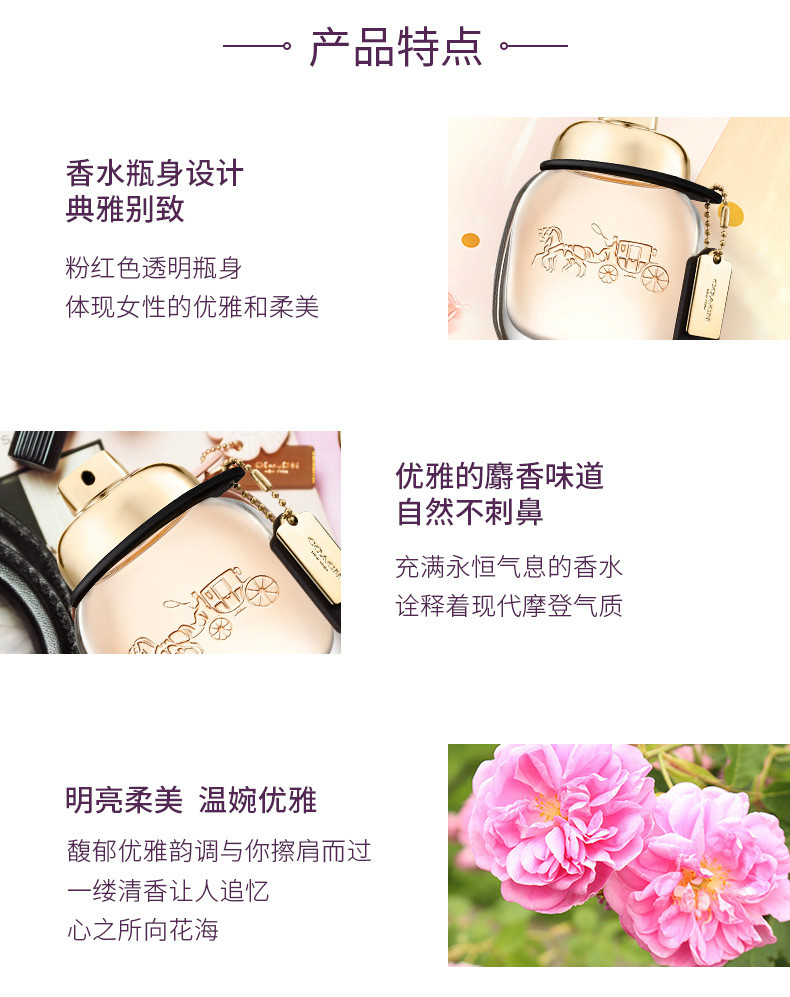 产品特点
香水瓶身设计
典雅别致
粉红色透明瓶身
体现女性的优雅和柔美
COACH
优雅的麝香味道
自然不刺鼻
充满永恒气息的香水
诠释着现代摩登气质
COACH
明亮柔美 温婉优雅
馥郁优雅韵调与你擦肩而过
一缕清香让人追忆
心之所向花海